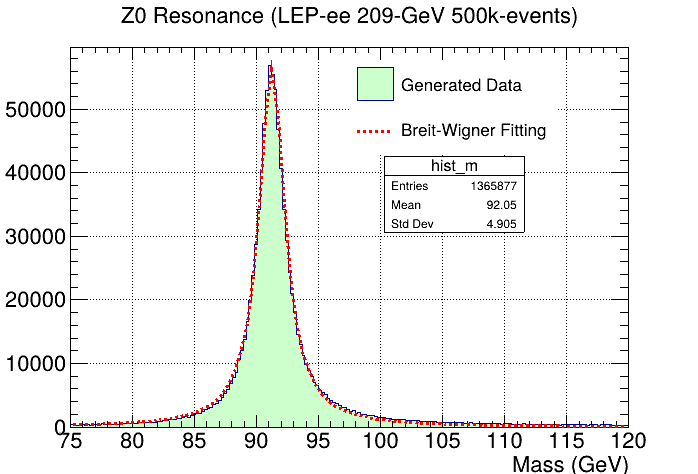 Z0 Resonance (LEP-ee 209-GeV 500k-events)
Generated Data
Breit-Wigner Fitting
hist_m
Entries 1365877
Mean 92.05
Std Dev 4.905
50000
40000
30000
20000
10000
0
75 80 85 90 95 100 105 110 115 120
Mass (GeV)